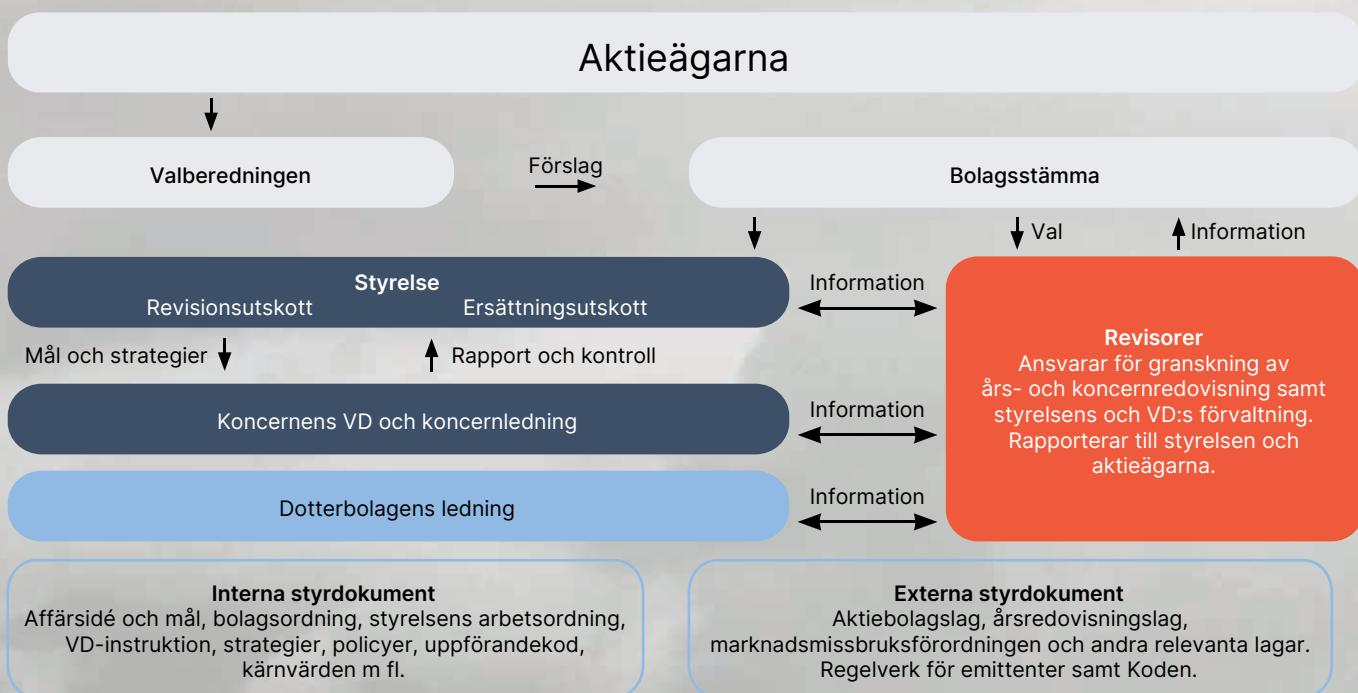 Aktieägarna
Valberedningen
Förslag
Bolagsstämma
Val
Information
Styrelse
Revisionsutskott
Ersättningsutskott
Information
Mål och strategier
Rapport och kontroll
Koncernens VD och koncernledning
Information
Dotterbolagens ledning
Information
Revisorer
Ansvarar för granskning av
års- och koncernredovisning samt
styrelsens och VD:s förvaltning.
Rapporterar till styrelsen och
aktieägarna.
Interna styrdokument
Affärsidé och mål, bolagsordning, styrelsens arbetsordning,
VD-instruktion, strategier, policyer, uppförandekod,
kärnvärden m fl.
Externa styrdokument
Aktiebolagslag, årsredovisningslag,
marknadsmissbruksförordningen och andra relevanta lagar.
Regelverk för emittenter samt Koden.